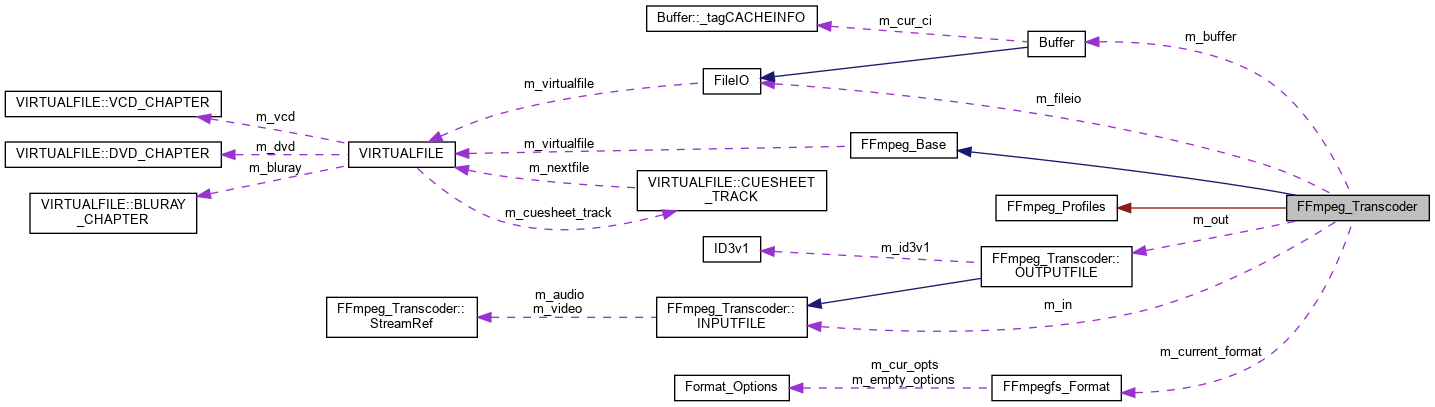 Buffer::_tagCACHEINFO
m_cur_ci
Buffer
m_buffer
FileIO
m_virtualfile
m_fileio
VIRTUALFILE::VCD_CHAPTER
m_vcd
VIRTUALFILE::DVD_CHAPTER
m_dvd
VIRTUALFILE
m_virtualfile
FFmpeg_Base
m_bluray
m_nextfile
VIRTUALFILE::BLURAY
_CHAPTER
m_cuesheet_track
VIRTUALFILE::CUESHEET
_TRACK
FFmpeg_Profiles
FFmpeg_Transcoder
m_out
ID3v1
m_id3v1
FFmpeg_Transcoder::
OUTPUTFILE
FFmpeg_Transcoder::
StreamRef
m_audio
m_video
FFmpeg_Transcoder::
INPUTFILE
m_in
m_current_format
Format_Options
m_cur_opts
m_empty_options
FFmpegfs_Format